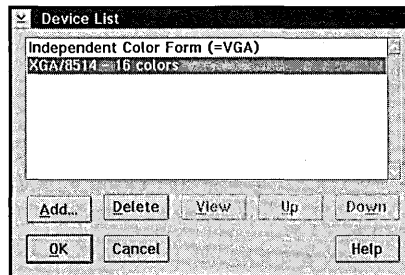 Device List
Independent Color Form (=VGA)
XGA/8514 – 16 colors
Add... Delete View Up Down
OK Cancel Help